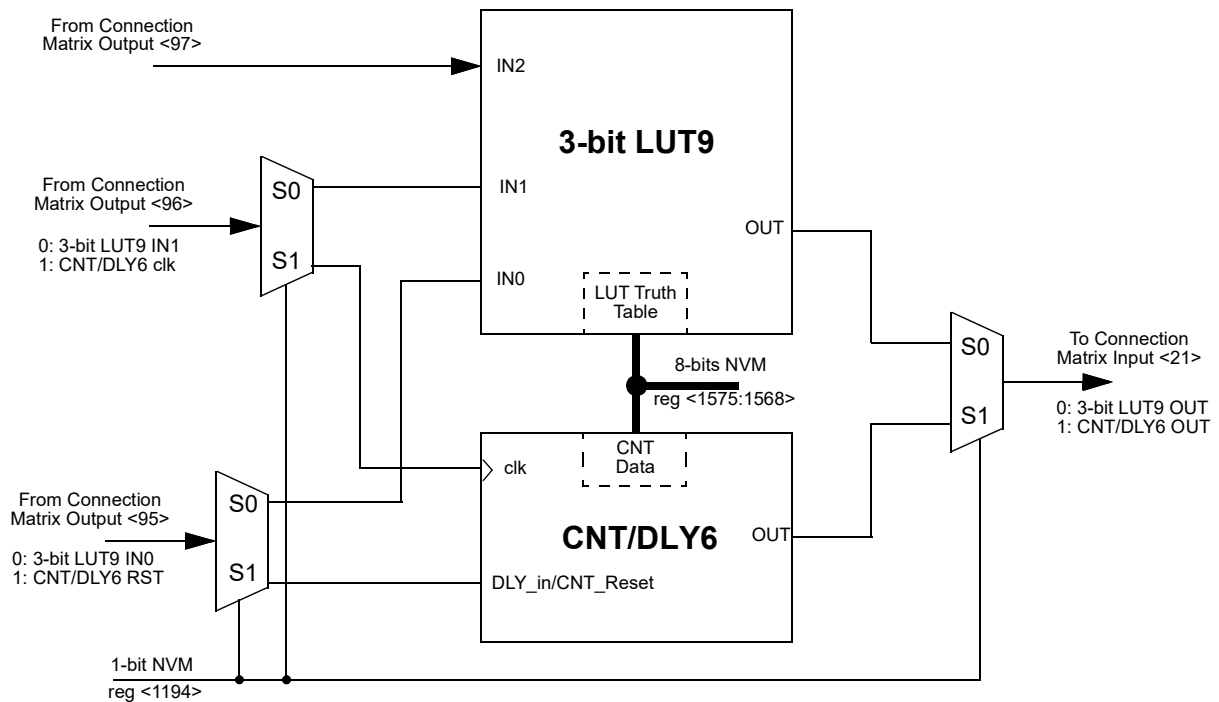 From Connection
Matrix Output <97>
IN2
3-bit LUT9
From Connection
Matrix Output <96>
0: 3-bit LUT9 IN1
1: CNT/DLY6 clk
S0
S1
IN1
IN0
OUT
LUT Truth
Table
8-bits NVM
reg <1575:1568>
S0
S1
To Connection
Matrix Input <21>
0: 3-bit LUT9 OUT
1: CNT/DLY6 OUT
CNT
Data
clk
CNT/DLY6
OUT
DLY_in/CNT_Reset
From Connection
Matrix Output <95>
0: 3-bit LUT9 IN0
1: CNT/DLY6 RST
S0
S1
1-bit NVM
reg <1194>